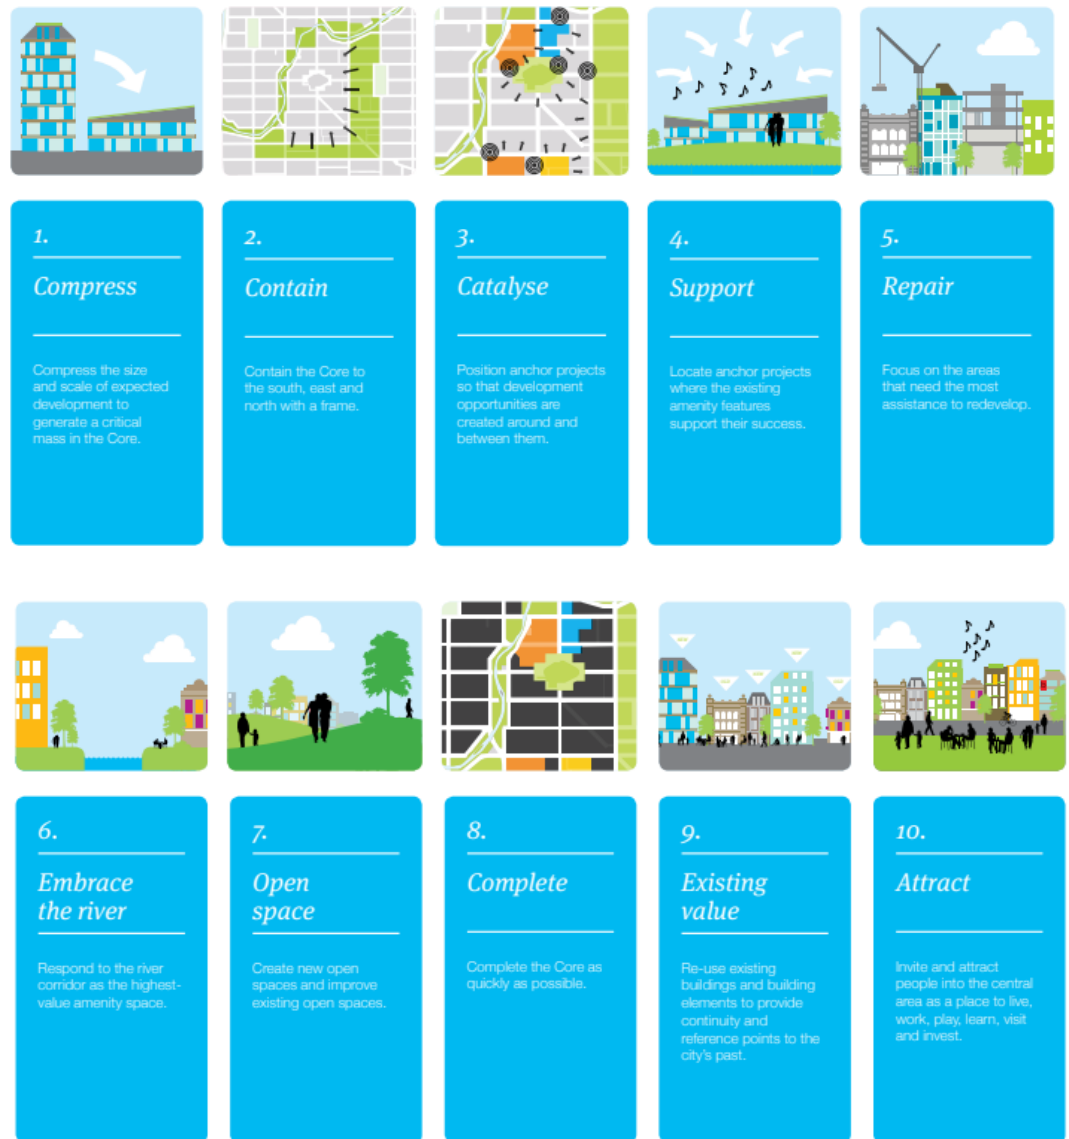 1.
Compress
Compress the size
and scale of expected
development to
generate a critical
mass in the Core.
2.
Contain
Contain the Core to
the south, east and
north with a frame.
3.
Catalyse
Position anchor projects
so that development
opportunities are
created around and
between them.
4.
Support
Locate anchor projects
where the existing
amenity features
support their success.
5.
Repair
Focus on the areas
that need the most
assistance to redevelop.
6.
Embrace
the river
Respond to the river
corridor as the highest-
value amenity space.
7.
Open
space
Create new open
spaces and improve
existing open spaces.
8.
Complete
Complete the Core as
quickly as possible.
9.
Existing
value
Re-use existing
buildings and building
elements to provide
continuity and
reference points to the
city's past.
10.
Attract
Invite and attract
people into the central
area as a place to live,
work, play, learn, visit
and invest.